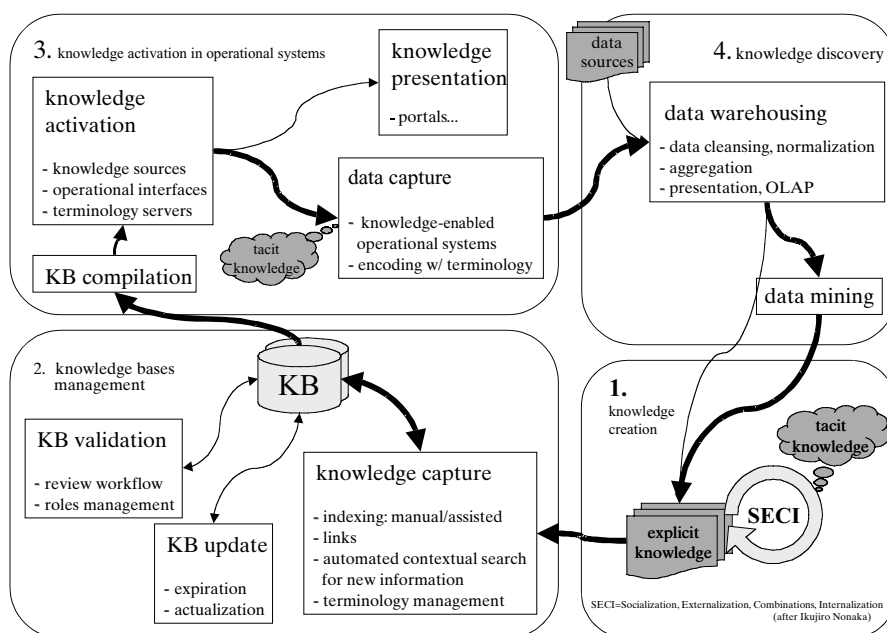 3. knowledge activation in operational systems
knowledge
activation
- knowledge sources
- operational interfaces
- terminology servers
knowledge
presentation
- portals...
data capture
- knowledge-enabled
operational systems
- encoding w/ terminology
tacit
knowledge
KB compilation
data
sources
4. knowledge discovery
data warehousing
- data cleansing, normalization
- aggregation
- presentation, OLAP
data mining
2. knowledge bases
management
KB
KB validation
- review workflow
- roles management
KB update
- expiration
- actualization
knowledge capture
- indexing: manual/assisted
- links
- automated contextual search
for new information
- terminology management
1.
knowledge
creation
tacit
knowledge
SECI
explicit
knowledge
SECI=Socialization, Externalization, Combinations, Internalization
(after Ikujiro Nonaka)